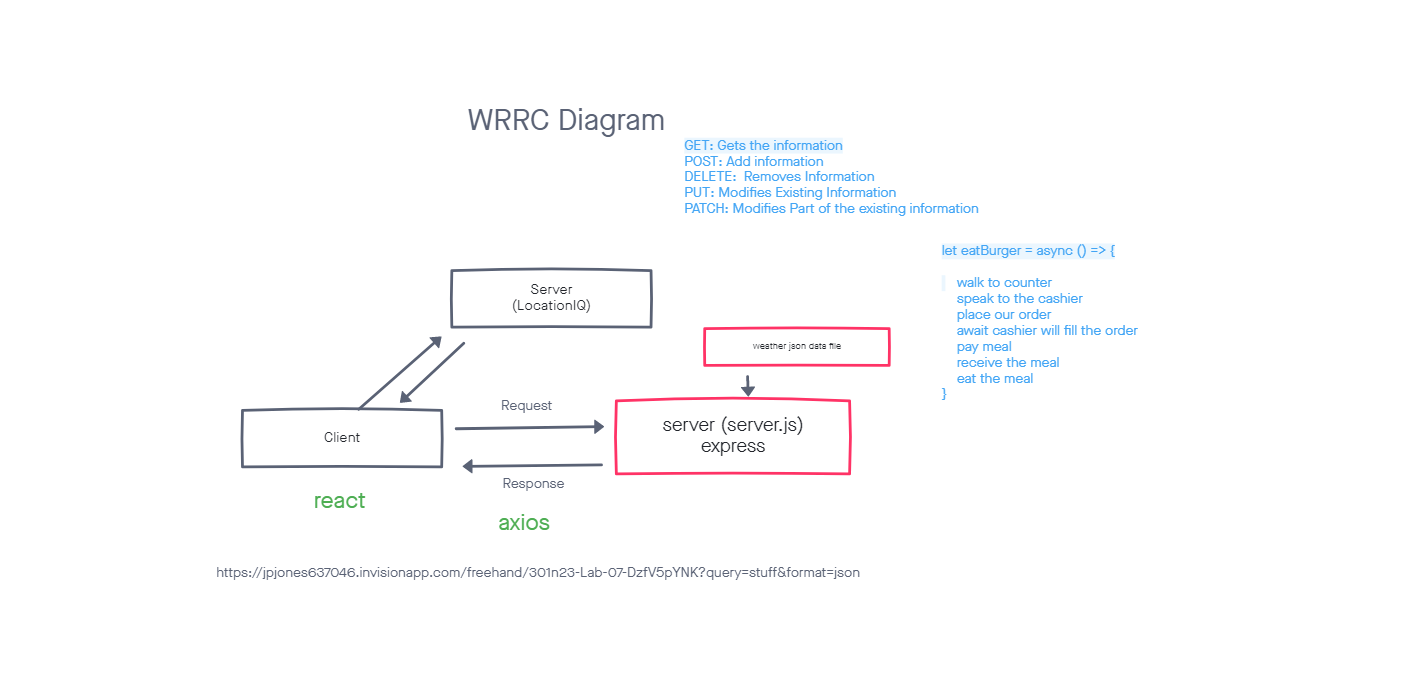 WRRC Diagram
GET: Gets the information
POST: Add information
DELETE:  Removes Information
PUT: Modifies Existing Information
PATCH: Modifies Part of the existing information
let eatBurger = async () => {
walk to counter
speak to the cashier
place our order
await cashier will fill the order
pay meal
receive the meal
eat the meal
}
Server
(LocationIQ)
weather json data file
Client
Request
server (server.js)
express
Response
react
axios
https://jpjones637046.invisionapp.com/freehand/301n23-Lab-07-DzfV5pYNK?query=stuff&format=json